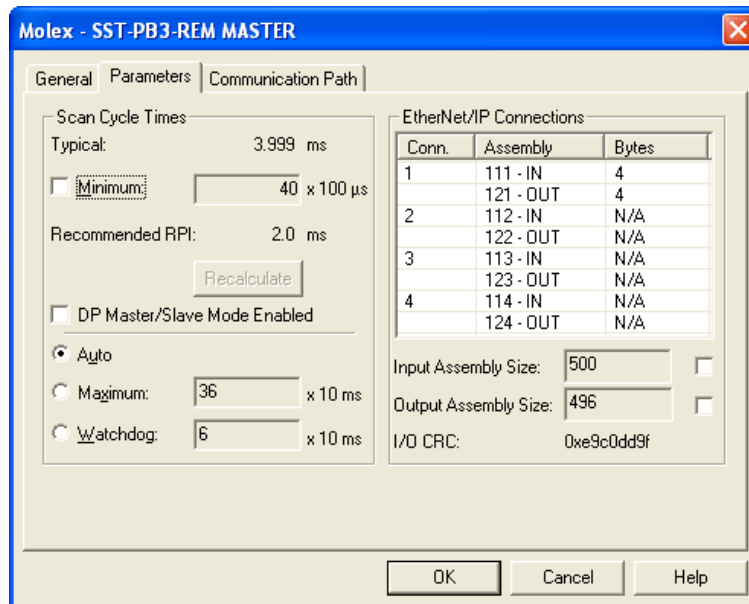 Molex - SST-PB3-REM MASTER
General Parameters Communication Path
Scan Cycle Times
Typical: 3.999 ms
Minimum: 40 x 100 µs
Recommended RPI: 2.0 ms
Recalculate
DP Master/Slave Mode Enabled
Auto
Maximum: 36 x 10 ms
Watchdog: 6 x 10 ms
EtherNet/IP Connections
Conn. Assembly Bytes
1 111 - IN 4
121 - OUT 4
2 112 - IN N/A
122 - OUT N/A
3 113 - IN N/A
123 - OUT N/A
4 114 - IN N/A
124 - OUT N/A
Input Assembly Size: 500
Output Assembly Size: 496
I/O CRC: 0xe9c0dd9f
OK Cancel Help